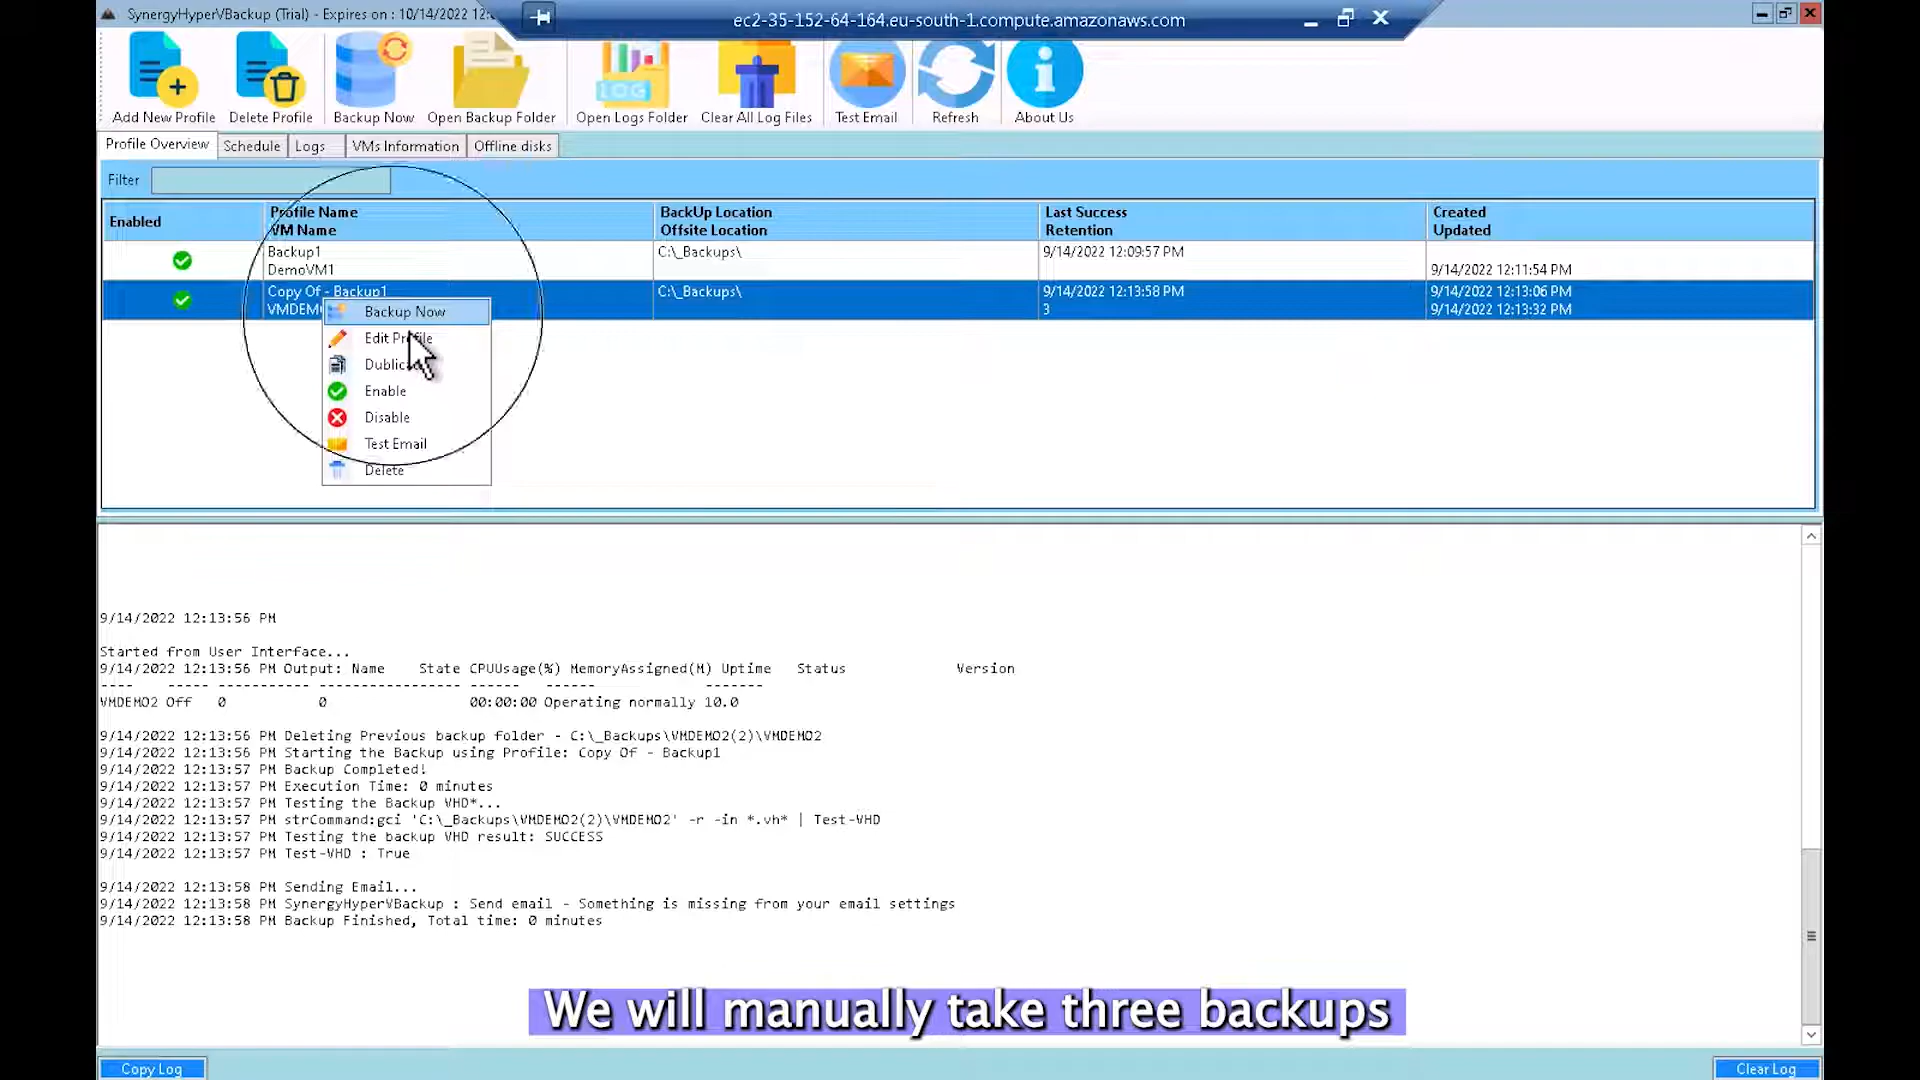 SynergyHyperVBackup (Trial) - Expires on : 10/14/2022 12:
ec2-35-152-64-164.eu-south-1.compute.amazonaws.com
Add New Profile
Delete Profile
Backup Now
Open Backup Folder
LOG
Open Logs Folder
Clear All Log Files
Test Email
Refresh
About Us
Profile Overview
Schedule
Logs
VMs Information
Offline disks
Filter
Enabled
Profile Name
VM Name
BackUp Location
Offsite Location
Last Success
Retention
Created
Updated
Backup1
DemoVM1
C:\_Backups\
9/14/2022 12:09:57 PM
9/14/2022 12:11:54 PM
Copy Of - Backup1
VMDEM
C:\_Backups\
9/14/2022 12:13:58 PM
3
9/14/2022 12:13:06 PM
9/14/2022 12:13:32 PM
Backup Now
Edit Profile
Dublic
Enable
Disable
Test Email
Delete
9/14/2022 12:13:56 PM
Started from User Interface...
9/14/2022 12:13:56 PM Output: Name State CPUUsage(%) MemoryAssigned(M) Uptime Status Version
---- ----- ----------- ----------------- ------ ------ -------
VMDEMO2 Off 0 0 00:00:00 Operating normally 10.0
9/14/2022 12:13:56 PM Deleting Previous backup folder - C:\_Backups\VMDEMO2(2)\VMDEMO2
9/14/2022 12:13:56 PM Starting the Backup using Profile: Copy Of - Backup1
9/14/2022 12:13:57 PM Backup Completed!
9/14/2022 12:13:57 PM Execution Time: 0 minutes
9/14/2022 12:13:57 PM Testing the Backup VHD*...
9/14/2022 12:13:57 PM strCommand:gci 'C:\_Backups\VMDEMO2(2)\VMDEMO2' -r -in *.vh* | Test-VHD
9/14/2022 12:13:57 PM Testing the backup VHD result: SUCCESS
9/14/2022 12:13:57 PM Test-VHD : True
9/14/2022 12:13:58 PM Sending Email...
9/14/2022 12:13:58 PM SynergyHyperVBackup : Send email - Something is missing from your email settings
9/14/2022 12:13:58 PM Backup Finished, Total time: 0 minutes
We will manually take three backups
Copy Log
Clear Log